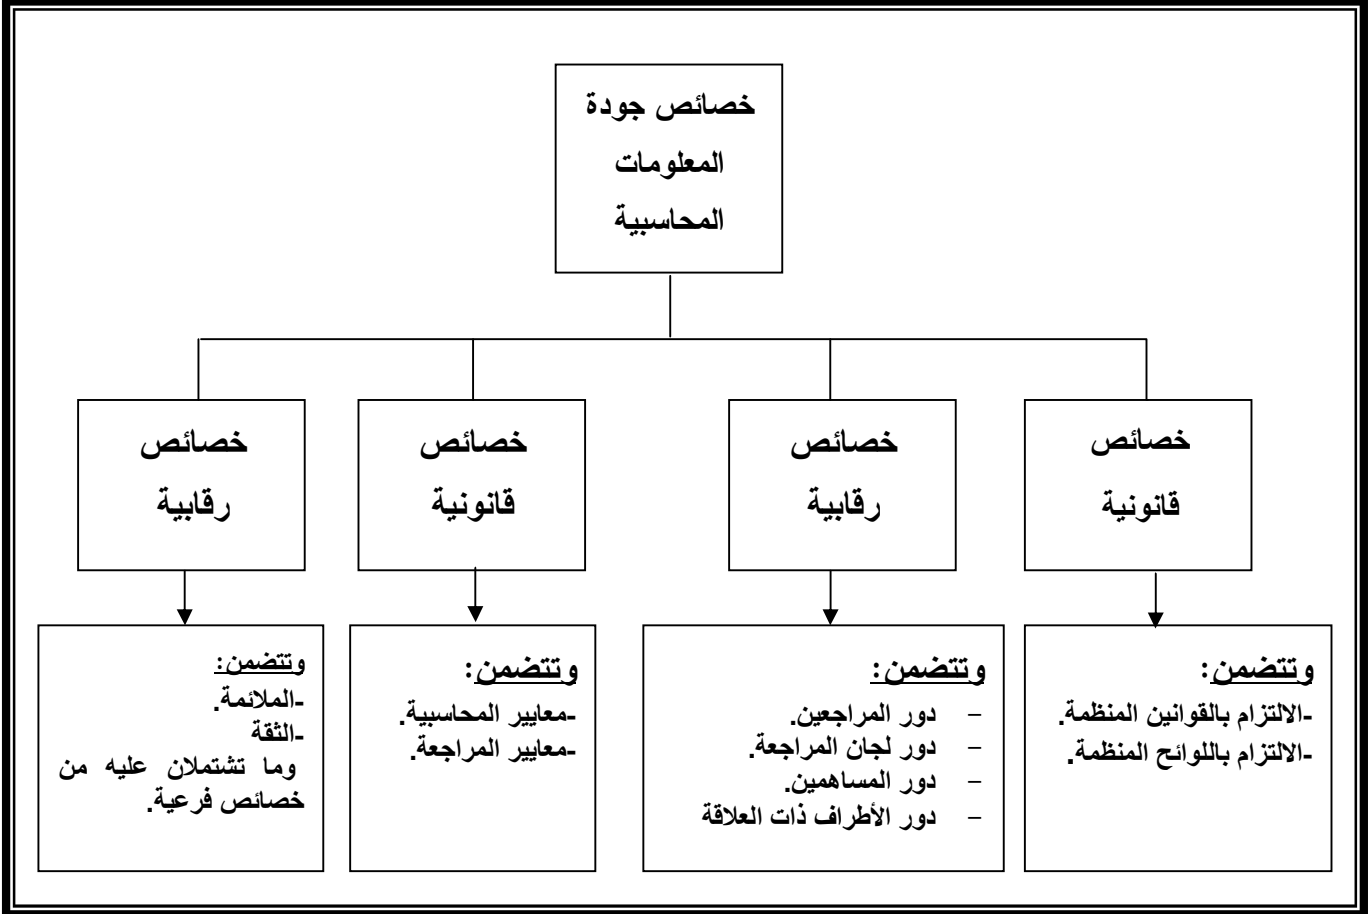 خصائص جودة
المعلومات
المحاسبية
خصائص
قانونية
خصائص
رقابية
خصائص
قانونية
خصائص
رقابية
وتتضمن:
-الالتزام بالقوانين المنظمة.
-الالتزام باللوائح المنظمة.
وتتضمن:
– دور المراجعين.
– دور لجان المراجعة.
– دور المساهمين.
– دور الأطراف ذات العلاقة
وتتضمن:
-معايير المحاسبية.
-معايير المراجعة.
وتتضمن:
-الملائمة.
-الثقة
وما تشتملان عليه من
خصائص فرعية.